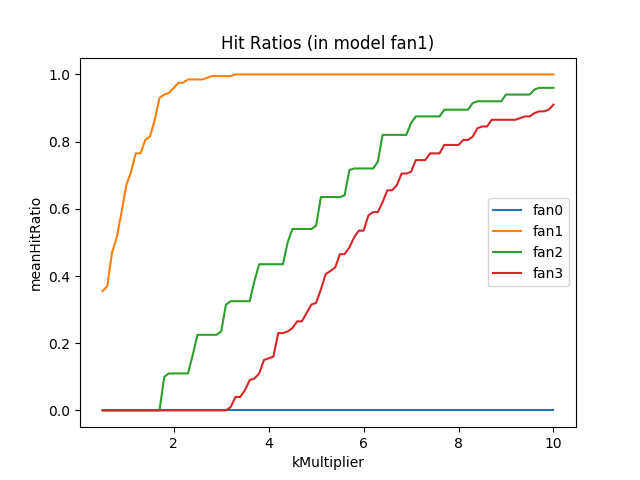 Hit Ratios (in model fan1)
meanHitRatio
1.0
0.8
0.6
0.4
0.2
0.0
2 4 6 8 10
kMultiplier
fan0
fan1
fan2
fan3